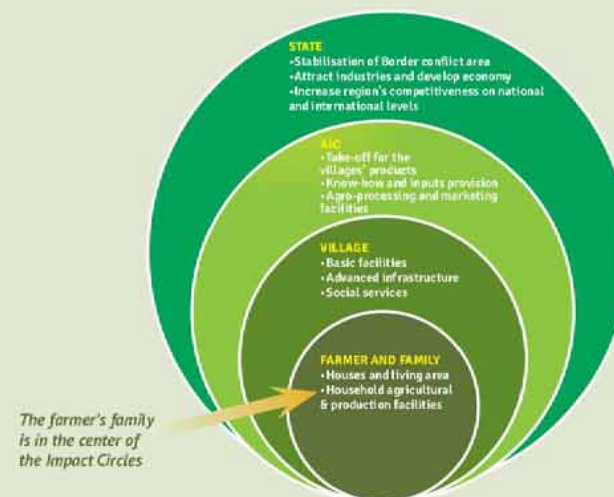 STATE
•Stabilisation of Border conflict area
•Attract industries and develop economy
•Increase region's competitiveness on national
and international levels
AIC
•Take-off for the
villages' products
•Know-how and inputs provision
•Agro-processing and marketing
facilities
VILLAGE
•Basic facilities
•Advanced infrastructure
•Social services
FARMER AND FAMILY
•Houses and living area
•Household agricultural
& production facilities
The farmer's family
is in the center of
the Impact Circles